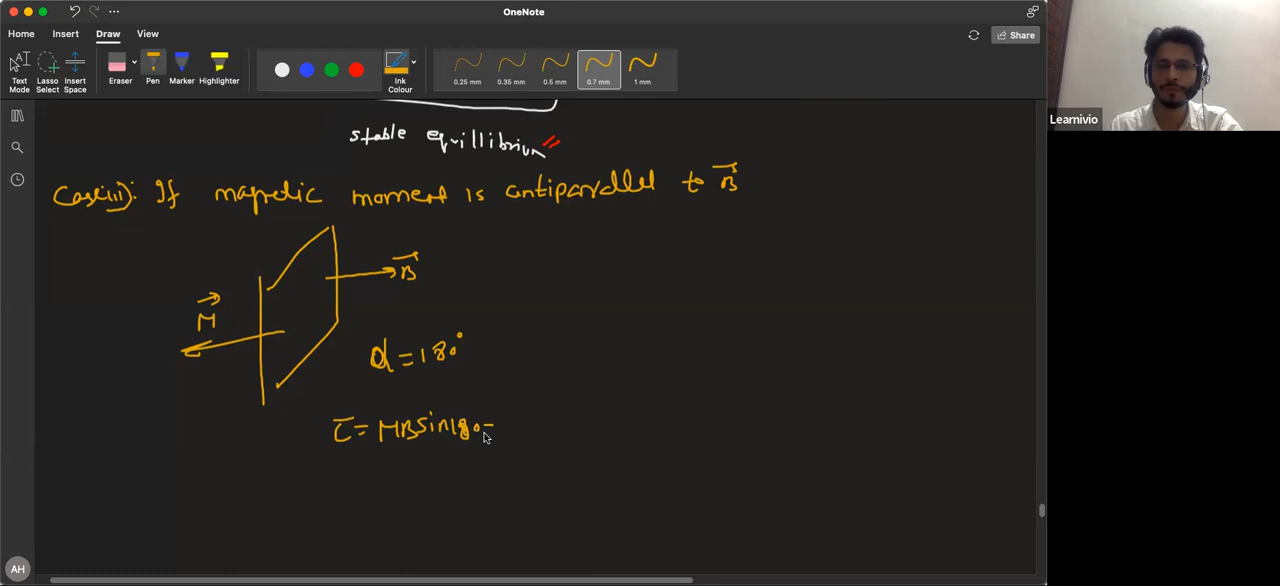 OneNote
Home Insert Draw View
Share
Text Mode Lasso Select Insert Space Eraser Pen Marker Highlighter Ink Colour 0.25 mm 0.35 mm 0.5 mm 0.7 mm 1 mm
Learnivio
stable equillibrium
Case(iii): If magnetic moment is antiparallel to B⃗
B⃗
M⃗
α = 180°
τ = MBsin180 =
AH